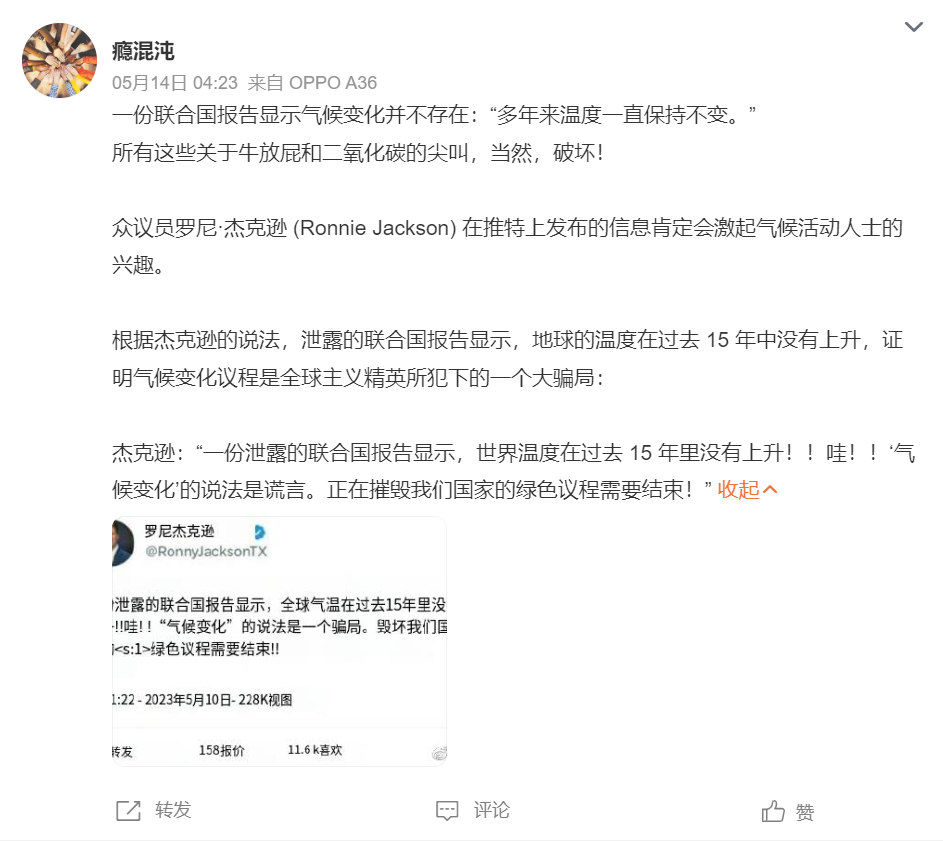 瘾混沌
05月14日 04:23 来自 OPPO A36
一份联合国报告显示气候变化并不存在：“多年来温度一直保持不变。”
所有这些关于牛放屁和二氧化碳的尖叫，当然，破坏！
众议员罗尼·杰克逊 (Ronnie Jackson) 在推特上发布的信息肯定会激起气候活动人士的
兴趣。
根据杰克逊的说法，泄露的联合国报告显示，地球的温度在过去 15 年中没有上升，证
明气候变化议程是全球主义精英所犯下的一个大骗局：
杰克逊：“一份泄露的联合国报告显示，世界温度在过去 15 年里没有上升！！哇！！‘气
候变化’的说法是谎言。正在摧毁我们国家的绿色议程需要结束！” 收起
罗尼杰克逊
@RonnyJacksonTX
泄露的联合国报告显示，全球气温在过去15年里没
!!哇!！“气候变化”的说法是一个骗局。毁坏我们国
<s:1>绿色议程需要结束!!
1:22 - 2023年5月10日- 228K视图
转发 158报价 11.6 k喜欢
转发 评论 赞